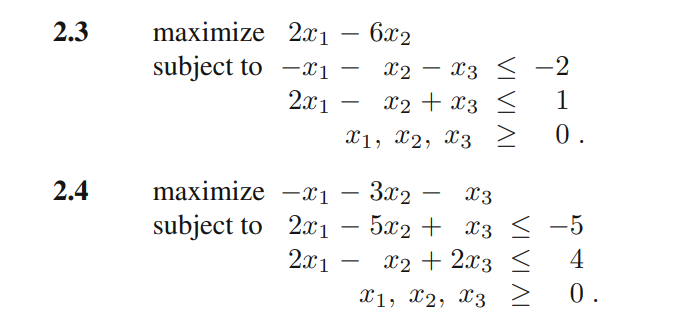 2.3 maximize 2x₁ − 6x₂
subject to −x₁ − x₂ − x₃ ≤ −2
2x₁ − x₂ + x₃ ≤ 1
x₁, x₂, x₃ ≥ 0 .
2.4 maximize −x₁ − 3x₂ − x₃
subject to 2x₁ − 5x₂ + x₃ ≤ −5
2x₁ − x₂ + 2x₃ ≤ 4
x₁, x₂, x₃ ≥ 0 .